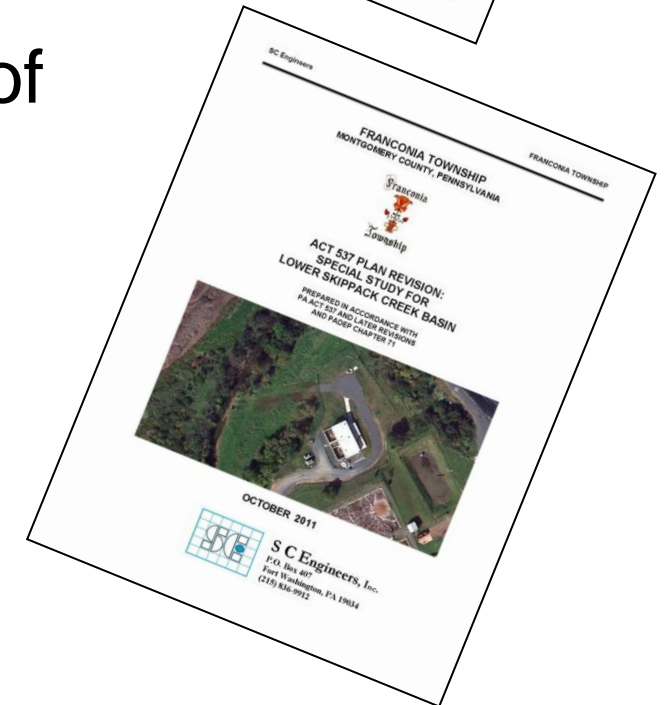 of
SC Engineers
FRANCONIA TOWNSHIP
FRANCONIA TOWNSHIP
MONTGOMERY COUNTY, PENNSYLVANIA
Franconia
Township
ACT 537 PLAN REVISION:
SPECIAL STUDY FOR
LOWER SKIPPACK CREEK BASIN
PREPARED IN ACCORDANCE WITH
PA ACT 537 AND LATER REVISIONS
AND PADEP CHAPTER 71
OCTOBER 2011
SCE
S C Engineers, Inc.
P.O. Box 407
Fort Washington, PA 19034
(215) 836-9912